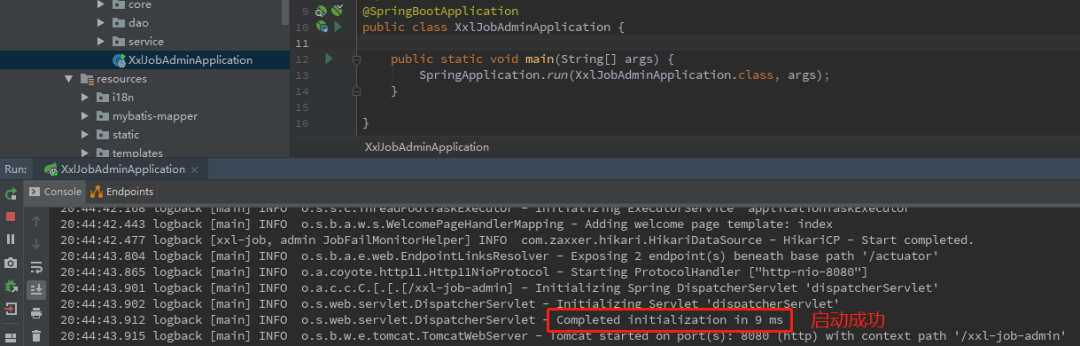 core
dao
service
XxlJobAdminApplication
resources
i18n
mybatis-mapper
static
templates
9 @SpringBootApplication
10 public class XxlJobAdminApplication {
11
12 public static void main(String[] args) {
13 SpringApplication.run(XxlJobAdminApplication.class, args);
14 }
15
16 }
XxlJobAdminApplication
Run: XxlJobAdminApplication ×
Console Endpoints
20:44:42.168 logback [main] INFO o.s.s.c.ThreadPoolTaskExecutor - Initializing ExecutorService 'applicationTaskExecutor'
20:44:42.443 logback [main] INFO o.s.b.a.w.s.WelcomePageHandlerMapping - Adding welcome page template: index
20:44:42.477 logback [xxl-job, admin JobFailMonitorHelper] INFO com.zaxxer.hikari.HikariDataSource - HikariCP - Start completed.
20:44:43.804 logback [main] INFO o.s.b.a.e.web.EndpointLinksResolver - Exposing 2 endpoint(s) beneath base path '/actuator'
20:44:43.865 logback [main] INFO o.a.coyote.http11.Http11NioProtocol - Starting ProtocolHandler ["http-nio-8080"]
20:44:43.901 logback [main] INFO o.a.c.c.C.[.[.[/xxl-job-admin] - Initializing Spring DispatcherServlet 'dispatcherServlet'
20:44:43.902 logback [main] INFO o.s.web.servlet.DispatcherServlet - Initializing Servlet 'dispatcherServlet'
20:44:43.912 logback [main] INFO o.s.web.servlet.DispatcherServlet - Completed initialization in 9 ms 启动成功
20:44:43.915 logback [main] INFO o.s.b.w.e.tomcat.TomcatWebServer - Tomcat started on port(s): 8080 (http) with context path '/xxl-job-admin'